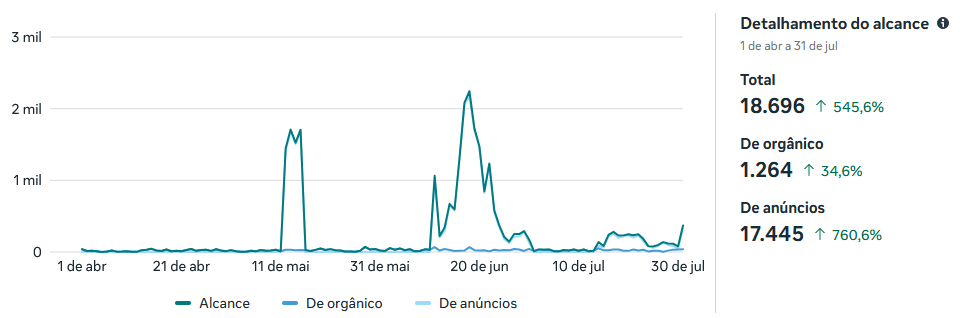 3 mil
2 mil
1 mil
0
1 de abr 21 de abr 11 de mai 31 de mai 20 de jun 10 de jul 30 de jul
Alcance De orgânico De anúncios
Detalhamento do alcance
1 de abr a 31 de jul
Total
18.696 ↑ 545,6%
De orgânico
1.264 ↑ 34,6%
De anúncios
17.445 ↑ 760,6%